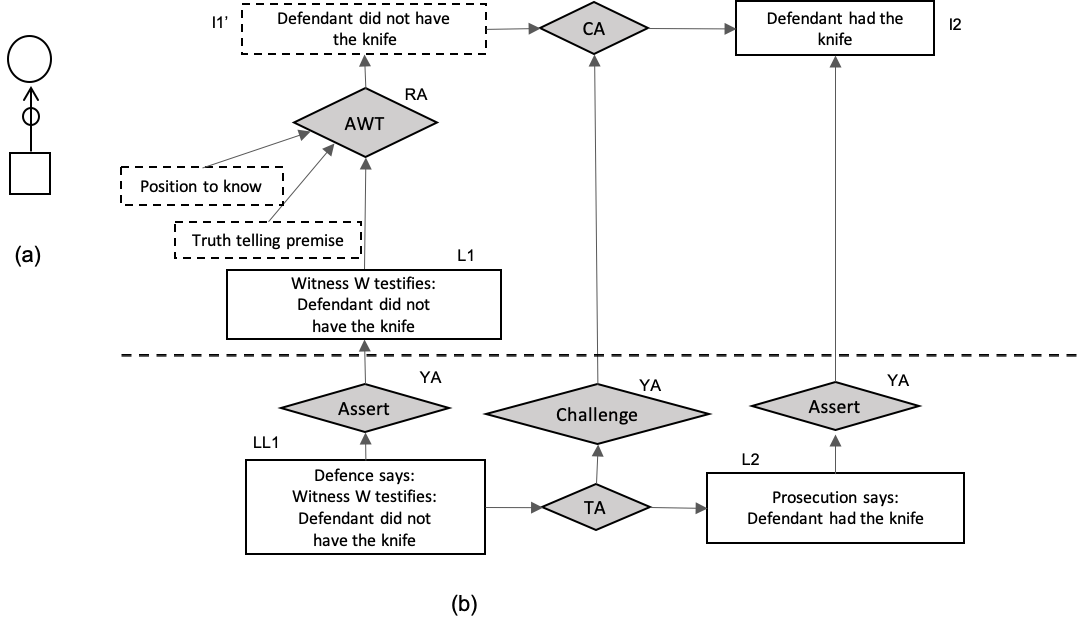 I1’
Defendant did not have
the knife
CA
Defendant had the
knife
I2
RA
AWT
Position to know
Truth telling premise
(a)
L1
Witness W testifies:
Defendant did not
have the knife
YA
Assert
YA
Challenge
YA
Assert
LL1
Defence says:
Witness W testifies:
Defendant did not
have the knife
TA
L2
Prosecution says:
Defendant had the knife
(b)